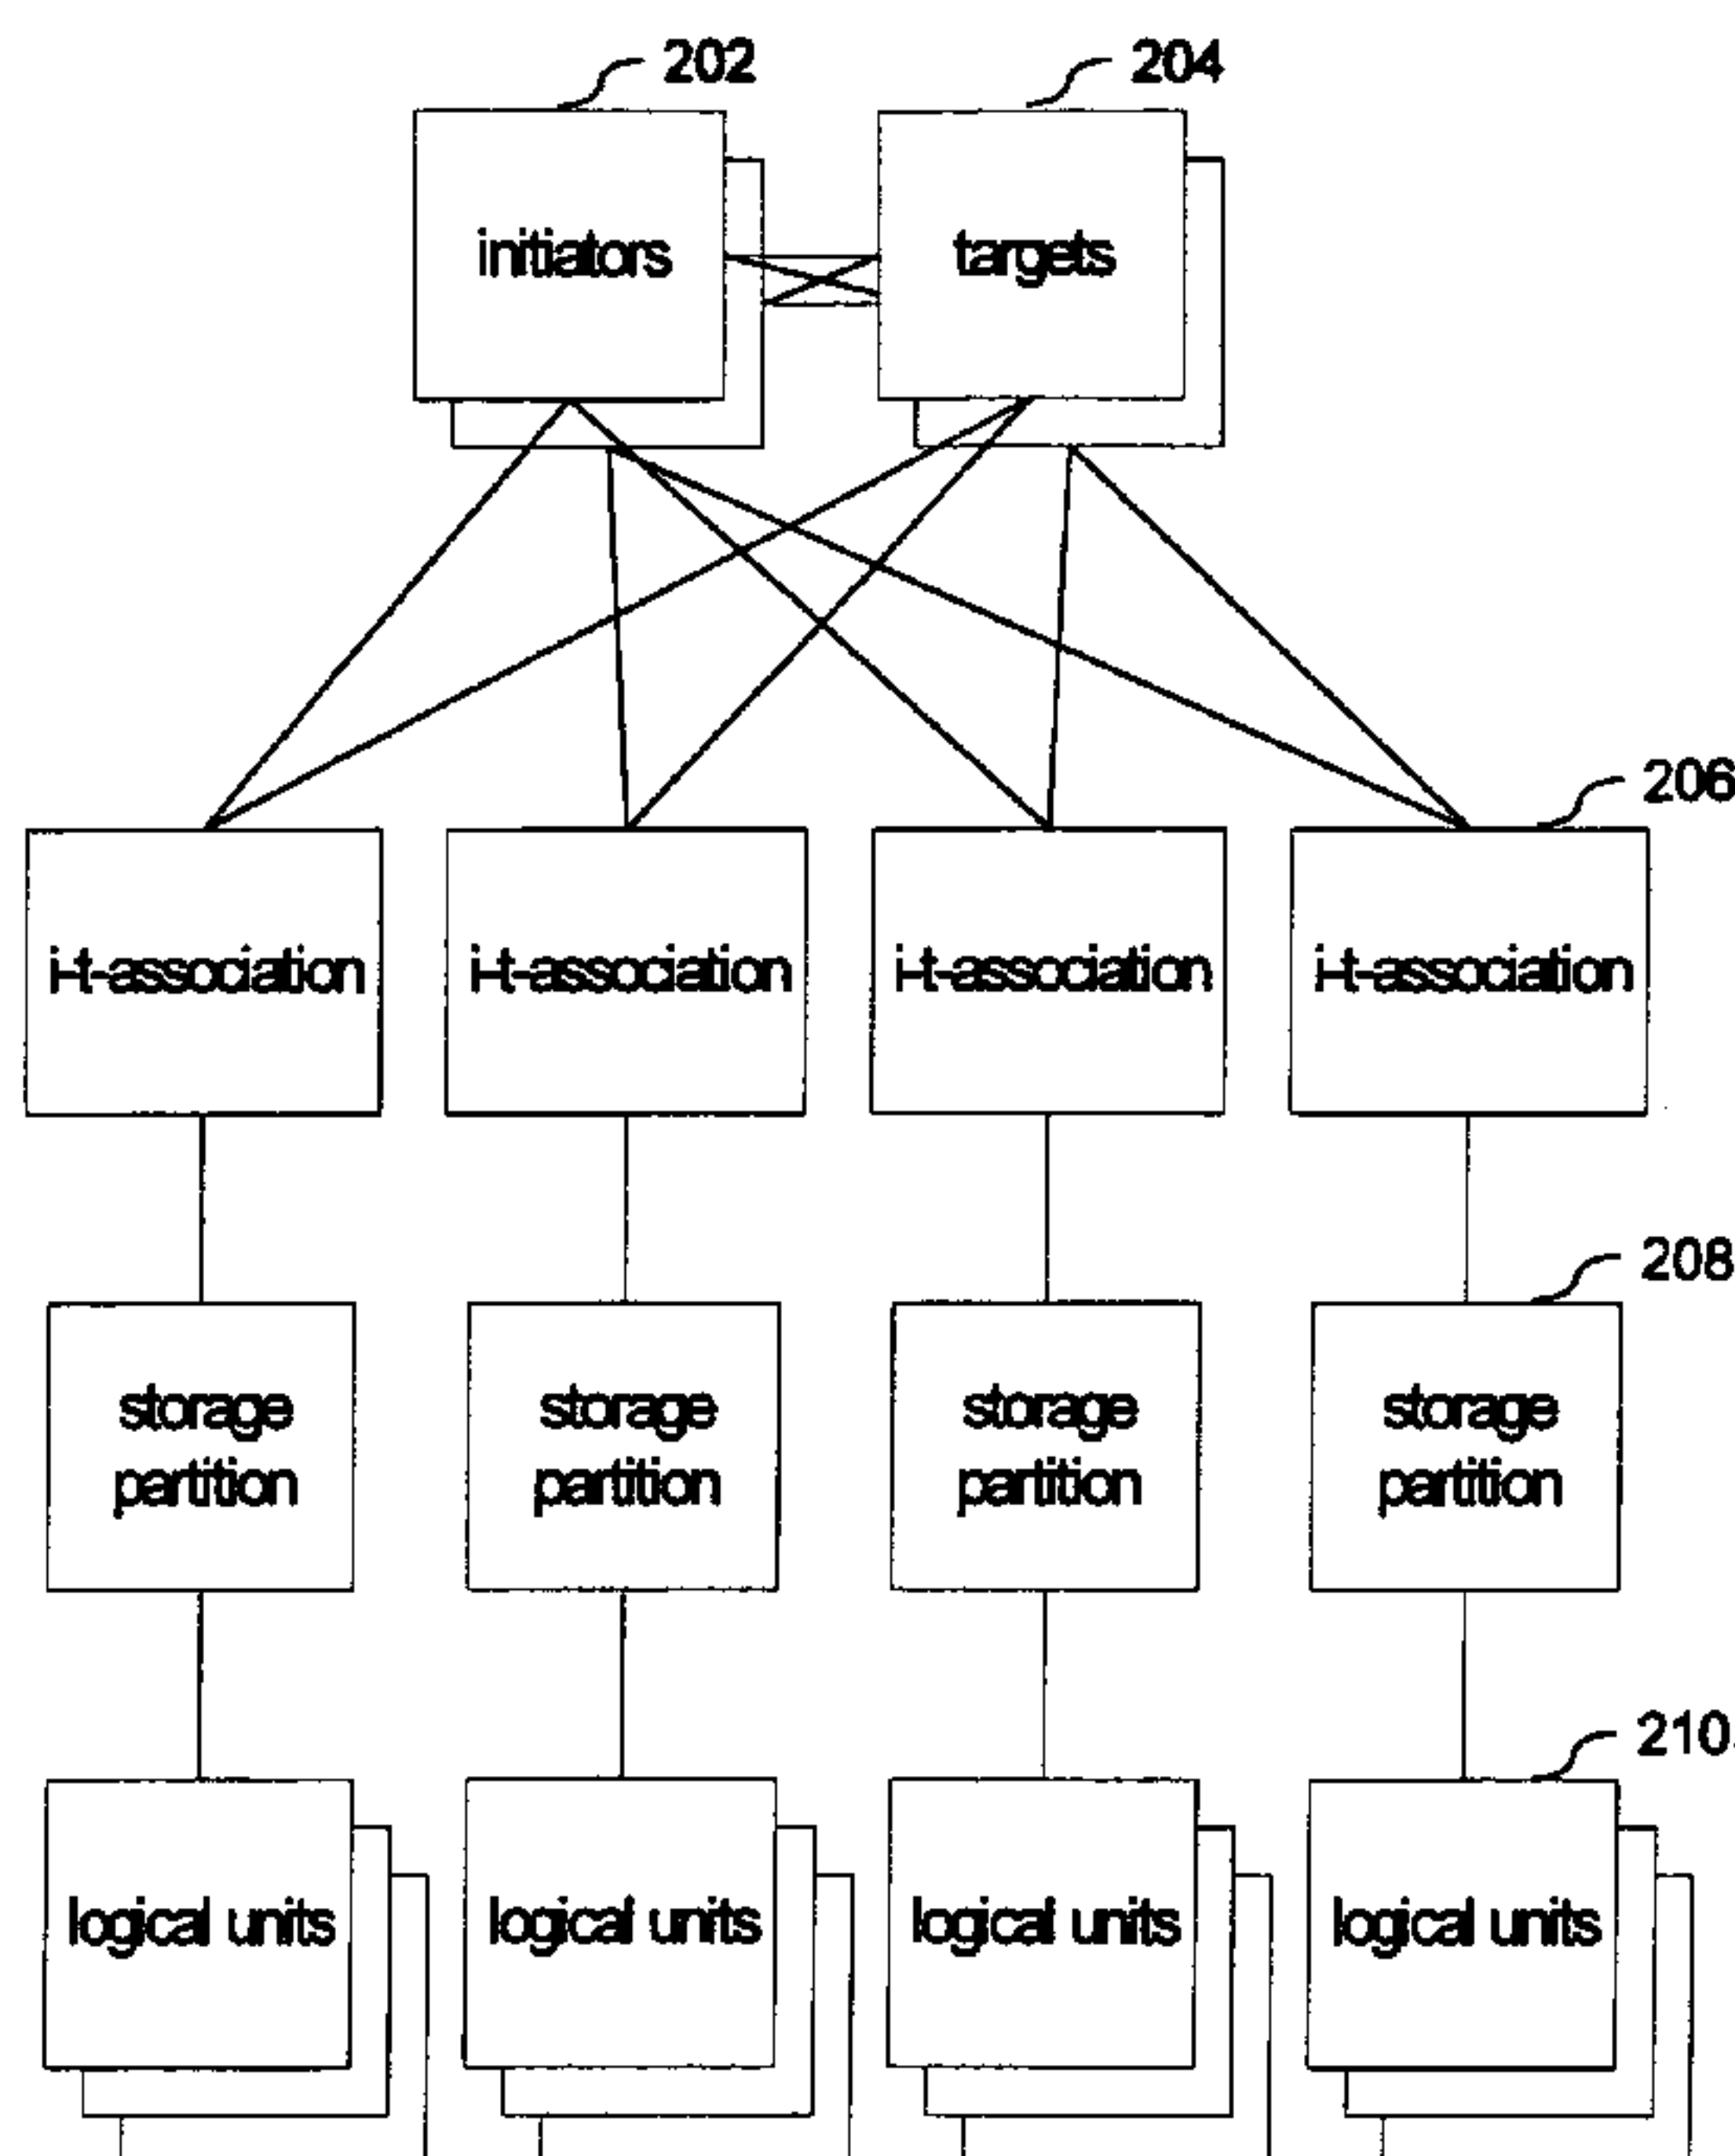 202
204
initiators
targets
206
i-t-association
i-t-association
i-t-association
i-t-association
208
storage
partition
storage
partition
storage
partition
storage
partition
210
logical units
logical units
logical units
logical units